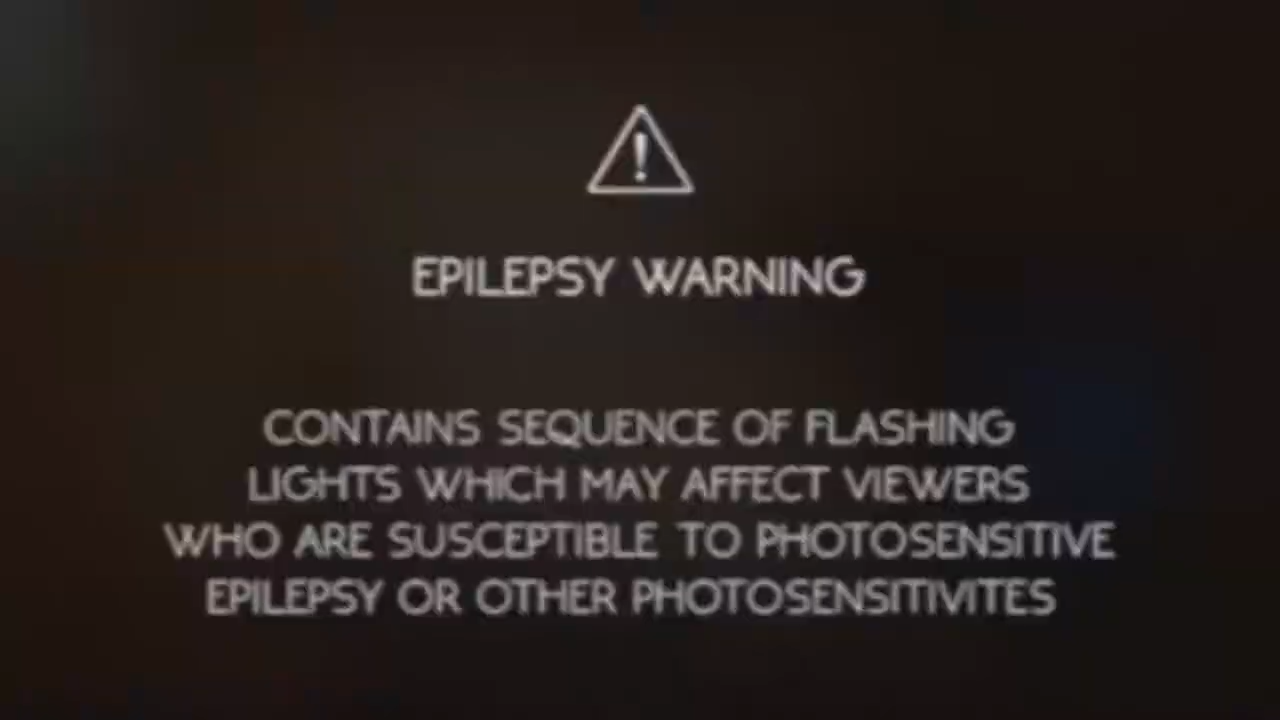 EPILEPSY WARNING
CONTAINS SEQUENCE OF FLASHING
LIGHTS WHICH MAY AFFECT VIEWERS
WHO ARE SUSCEPTIBLE TO PHOTOSENSITIVE
EPILEPSY OR OTHER PHOTOSENSITIVITES